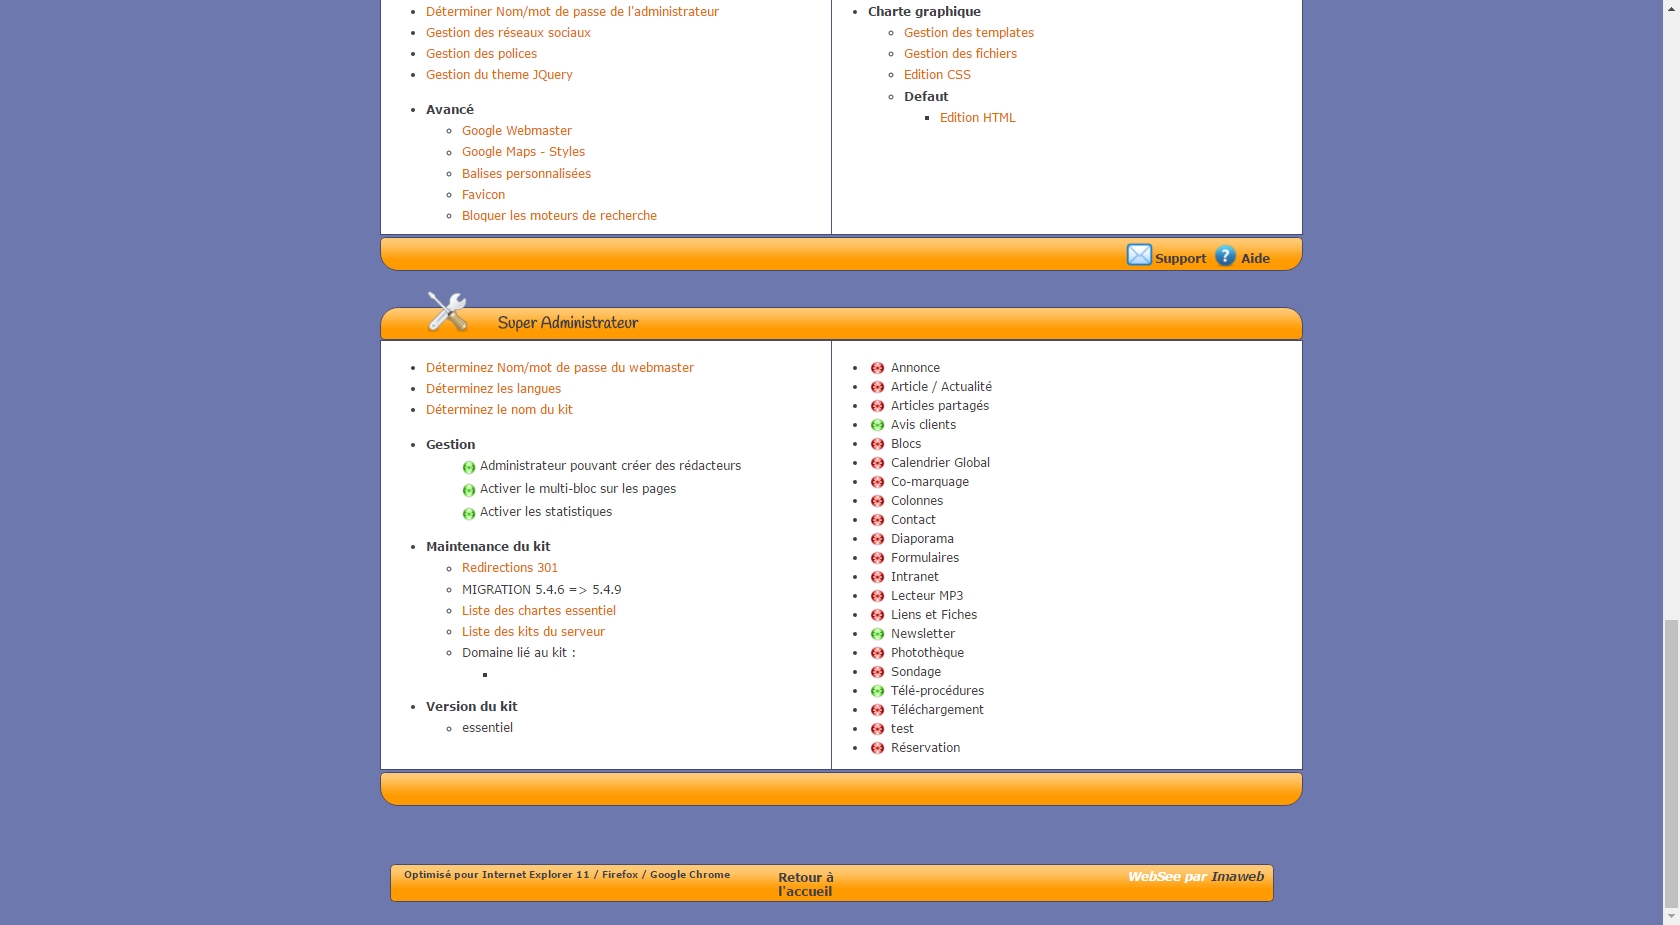 Déterminer Nom/mot de passe de l'administrateur
Gestion des réseaux sociaux
Gestion des polices
Gestion du theme JQuery
Avancé
Google Webmaster
Google Maps - Styles
Balises personnalisées
Favicon
Bloquer les moteurs de recherche
Charte graphique
Gestion des templates
Gestion des fichiers
Edition CSS
Defaut
Edition HTML
Support ? Aide
Super Administrateur
Déterminez Nom/mot de passe du webmaster
Déterminez les langues
Déterminez le nom du kit
Gestion
Administrateur pouvant créer des rédacteurs
Activer le multi-bloc sur les pages
Activer les statistiques
Maintenance du kit
Redirections 301
MIGRATION 5.4.6 => 5.4.9
Liste des chartes essentiel
Liste des kits du serveur
Domaine lié au kit :
Version du kit
essentiel
Annonce
Article / Actualité
Articles partagés
Avis clients
Blocs
Calendrier Global
Co-marquage
Colonnes
Contact
Diaporama
Formulaires
Intranet
Lecteur MP3
Liens et Fiches
Newsletter
Photothèque
Sondage
Télé-procédures
Téléchargement
test
Réservation
Optimisé pour Internet Explorer 11 / Firefox / Google Chrome
Retour à
l'accueil
WebSee par Imaweb